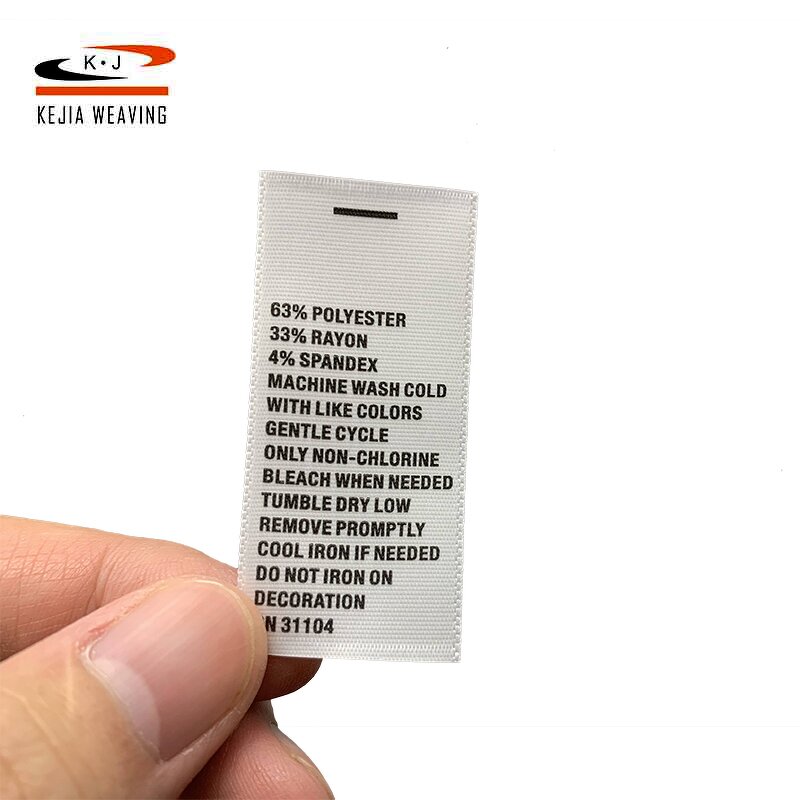 K·J
KEJIA WEAVING
63% POLYESTER
33% RAYON
4% SPANDEX
MACHINE WASH COLD
WITH LIKE COLORS
GENTLE CYCLE
ONLY NON-CHLORINE
BLEACH WHEN NEEDED
TUMBLE DRY LOW
REMOVE PROMPTLY
COOL IRON IF NEEDED
DO NOT IRON ON
DECORATION
31104